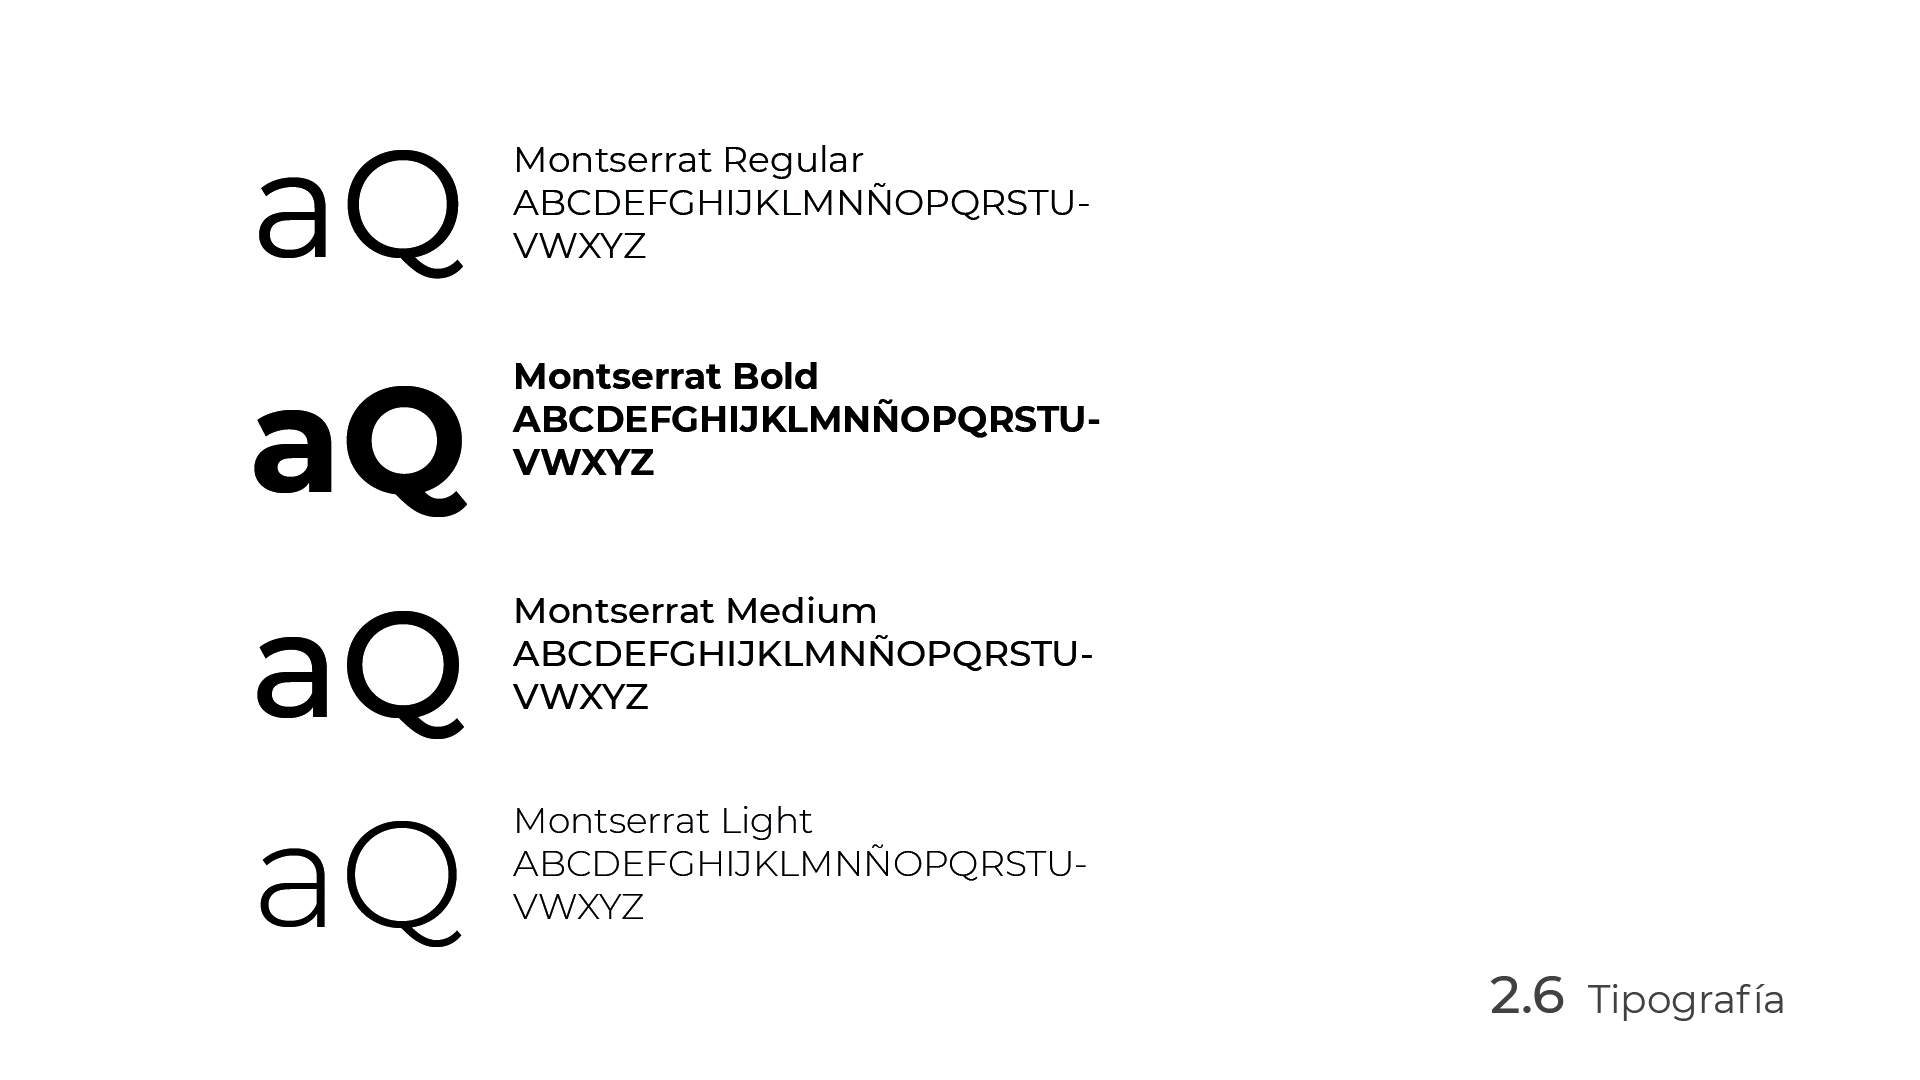 aQ
Montserrat Regular
ABCDEFGHIJKLMNÑOPQRSTU-
VWXYZ
aQ
Montserrat Bold
ABCDEFGHIJKLMNÑOPQRSTU-
VWXYZ
aQ
Montserrat Medium
ABCDEFGHIJKLMNÑOPQRSTU-
VWXYZ
aQ
Montserrat Light
ABCDEFGHIJKLMNÑOPQRSTU-
VWXYZ
2.6 Tipografía